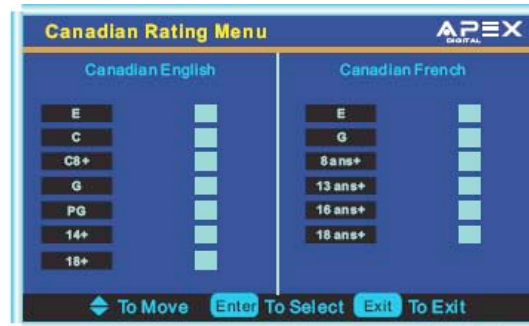 Canadian Rating Menu
APEX
DIGITAL
Canadian English
Canadian French
E
C
C8+
G
PG
14+
18+
E
G
8 ans+
13 ans+
16 ans+
18 ans+
To Move Enter To Select Exit To Exit